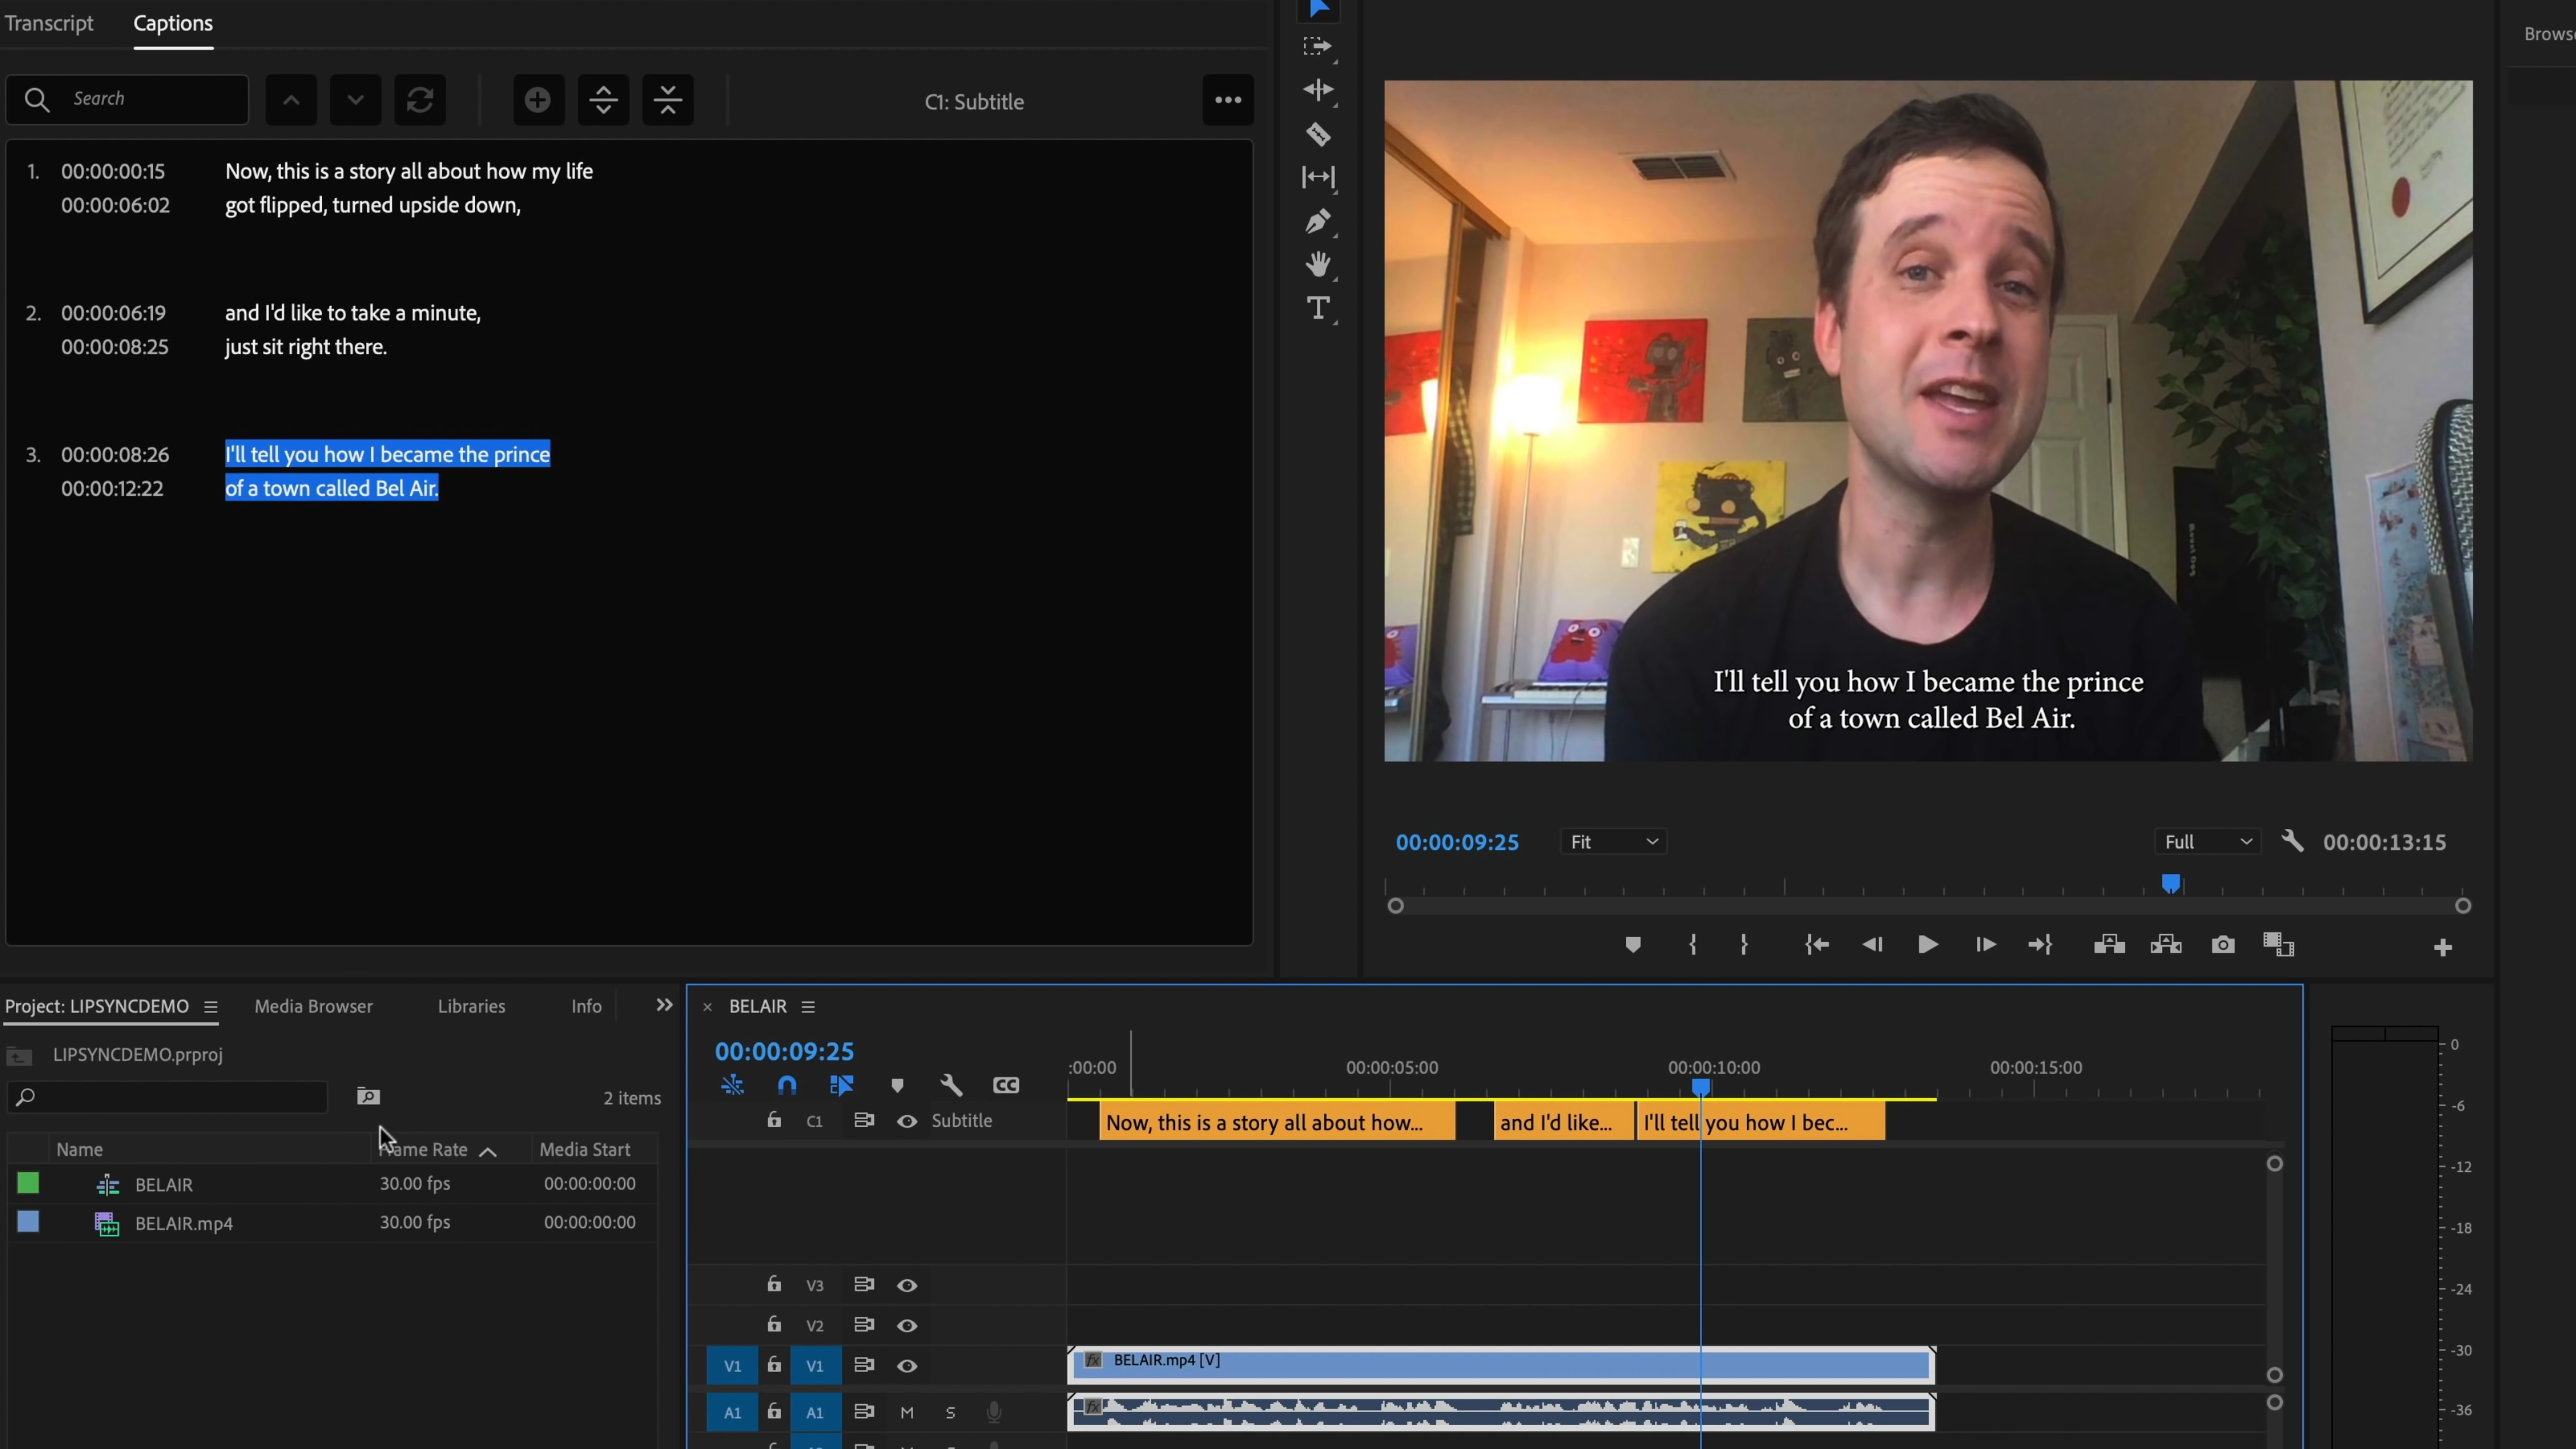 Transcript Captions
Brows
Search
C1: Subtitle
1. 00:00:00:15 Now, this is a story all about how my life
00:00:06:02 got flipped, turned upside down,
2. 00:00:06:19 and I'd like to take a minute,
00:00:08:25 just sit right there.
3. 00:00:08:26 I'll tell you how I became the prince
00:00:12:22 of a town called Bel Air.
T
I'll tell you how I became the prince
of a town called Bel Air.
00:00:09:25 Fit Full 00:00:13:15
Project: LIPSYNCDEMO Media Browser Libraries Info
LIPSYNCDEMO.prproj
2 items
Name Frame Rate Media Start
BELAIR 30.00 fps 00:00:00:00
BELAIR.mp4 30.00 fps 00:00:00:00
× BELAIR
00:00:09:25
:00:00 00:00:05:00 00:00:10:00 00:00:15:00
CC
C1 Subtitle
Now, this is a story all about how... and I'd like... I'll tell you how I bec...
V3
V2
V1 V1 fx BELAIR.mp4 [V]
A1 A1 M S fx
0
-6
-12
-18
-24
-30
-36